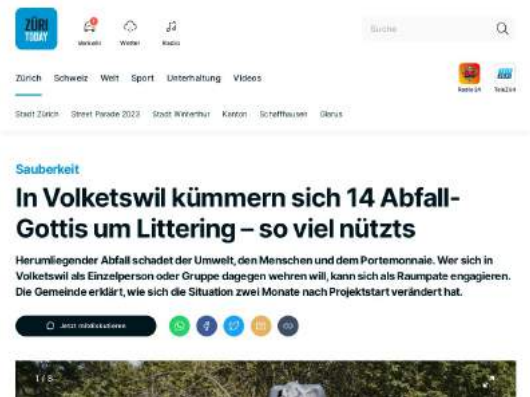 ZÜRI
TODAY
Verkehr
Wetter
Radio
Suche
Zürich Schweiz Welt Sport Unterhaltung Videos
Radio 24 TeleZüri
Stadt Zürich Street Parade 2023 Stadt Winterthur Kanton Schaffhausen Glarus
Sauberkeit
In Volketswil kümmern sich 14 Abfall-
Gottis um Littering – so viel nützts
Herumliegender Abfall schadet der Umwelt, den Menschen und dem Portemonnaie. Wer sich in
Volketswil als Einzelperson oder Gruppe dagegen wehren will, kann sich als Raumpate engagieren.
Die Gemeinde erklärt, wie sich die Situation zwei Monate nach Projektstart verändert hat.
Jetzt mitdiskutieren
1 / 8